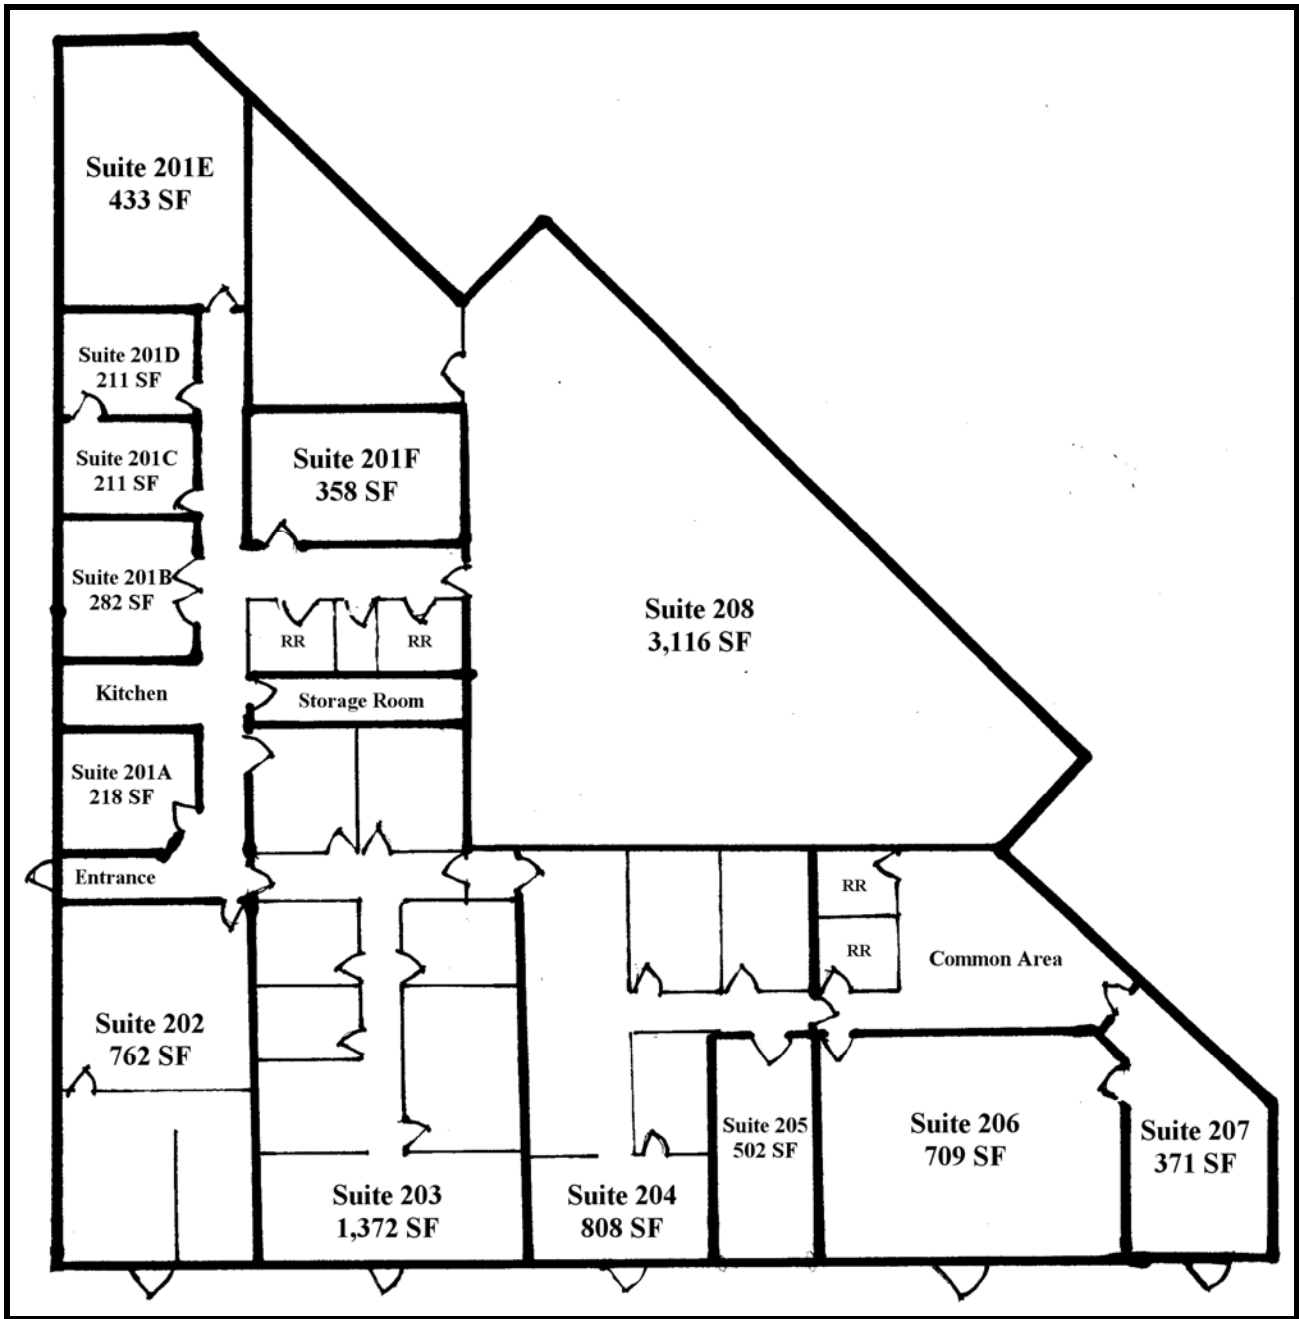 Suite 201E
433 SF
Suite 201D
211 SF
Suite 201C
211 SF
Suite 201F
358 SF
Suite 201B
282 SF
RR
RR
Kitchen
Storage Room
Suite 201A
218 SF
Entrance
Suite 208
3,116 SF
RR
RR
Common Area
Suite 202
762 SF
Suite 203
1,372 SF
Suite 204
808 SF
Suite 205
502 SF
Suite 206
709 SF
Suite 207
371 SF